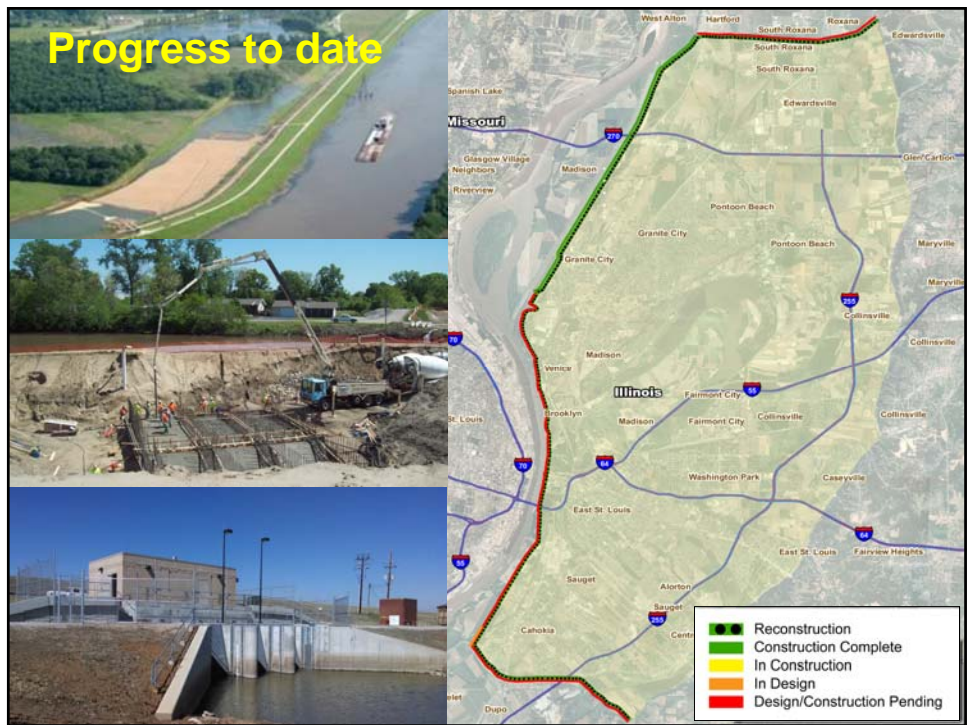 Progress to date
West Alton
Hartford
Roxana
South Roxana
Edwardsville
South Roxana
South Roxana
Spanish Lake
Edwardsville
Missouri
270
Glasgow Village
Glen Carbon
Neighbors
Madison
Riverview
Pontoon Beach
Granite City
Pontoon Beach
Maryville
Granite City
Maryville
255
Collinsville
70
Collinsville
Madison
Venice
Illinois
55
Fairmont City
Brooklyn
Collinsville
Collinsville
St. Louis
Madison
Fairmont City
70
64
Washington Park
Caseyville
East St. Louis
64
East St. Louis
Fairview Heights
55
Sauget
Alorton
Sauget
255
Cahokia
Centr
elet
Dupo
Reconstruction
Construction Complete
In Construction
In Design
Design/Construction Pending